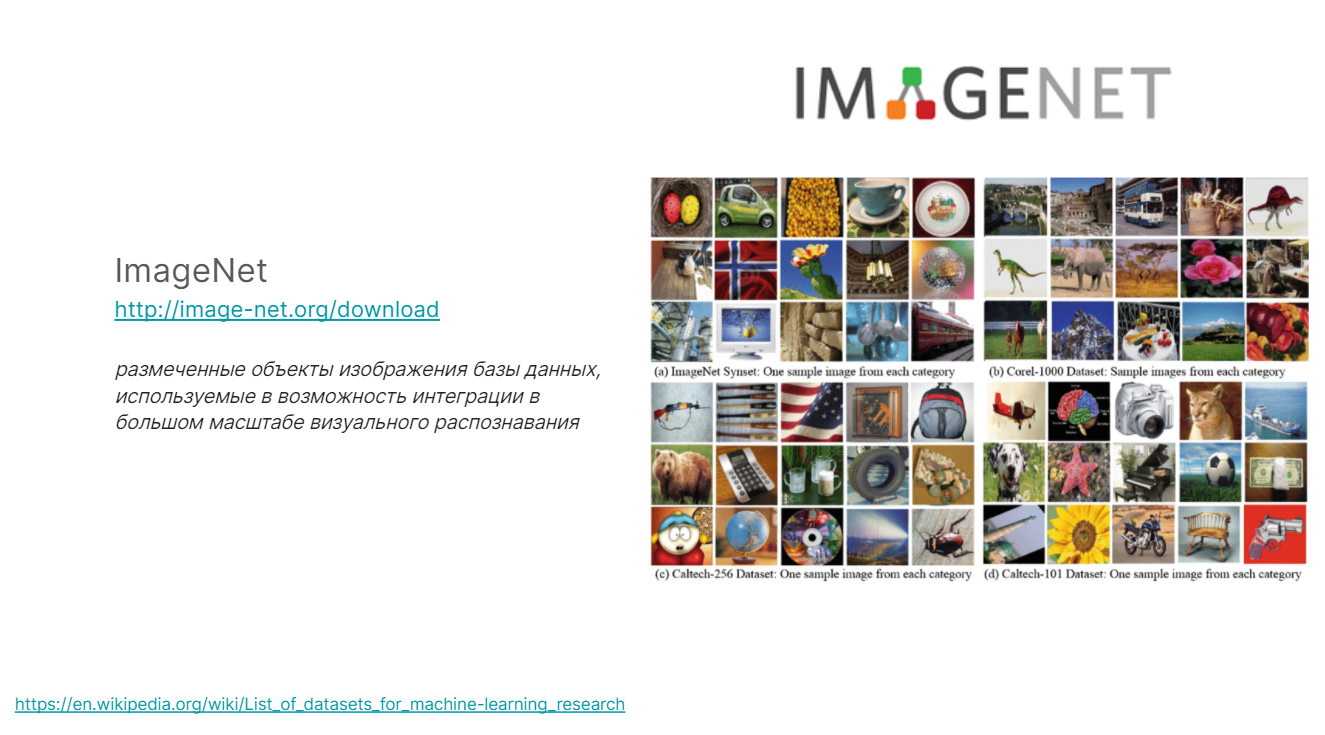 IMAGENET
ImageNet
http://image-net.org/download
размеченные объекты изображения базы данных,
используемые в возможность интеграции в
большом масштабе визуального распознавания
(a) ImageNet Synset: One sample image from each category
(b) Corel-1000 Dataset: Sample images from each category
(c) Caltech-256 Dataset: One sample image from each category
(d) Caltech-101 Dataset: One sample image from each category
https://en.wikipedia.org/wiki/List_of_datasets_for_machine-learning_research